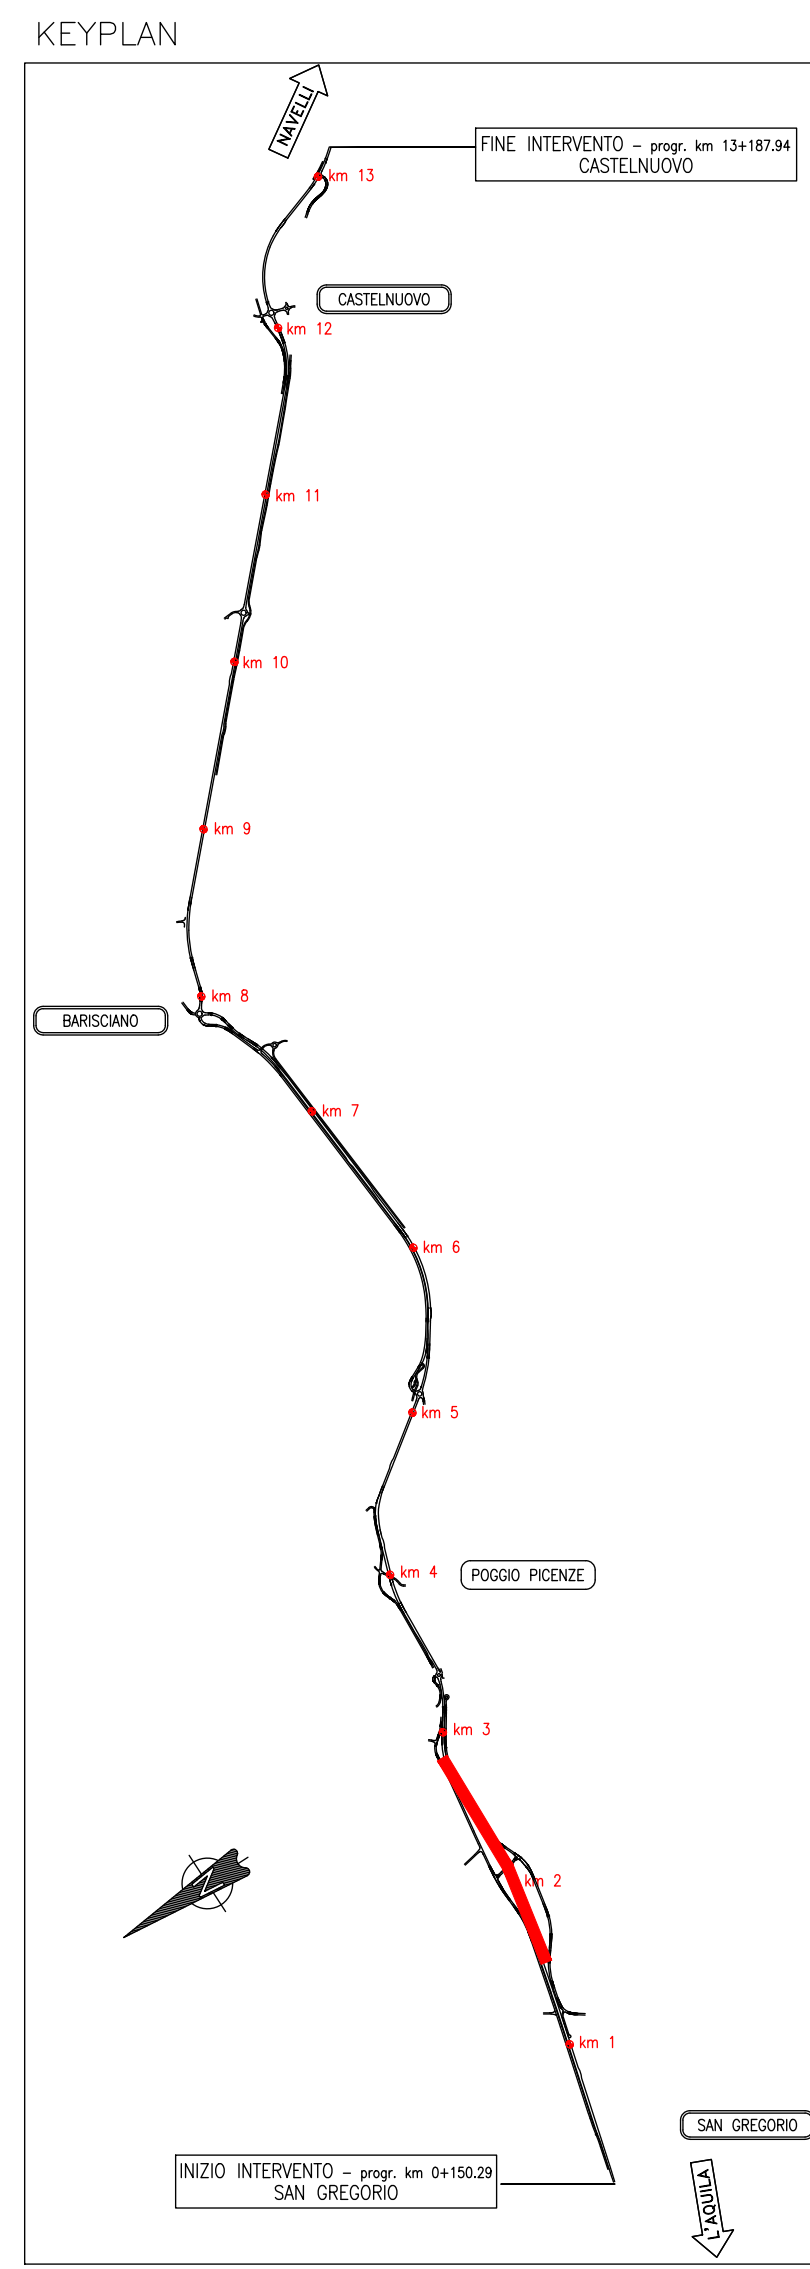 KEYPLAN
NAVELLI
FINE INTERVENTO - progr. km 13+187.94
CASTELNUOVO
km 13
CASTELNUOVO
km 12
km 11
km 10
km 9
km 8
BARISCIANO
km 7
km 6
km 5
km 4
POGGIO PICENZE
km 3
km 2
N
km 1
SAN GREGORIO
INIZIO INTERVENTO - progr. km 0+150.29
SAN GREGORIO
L'AQUILA